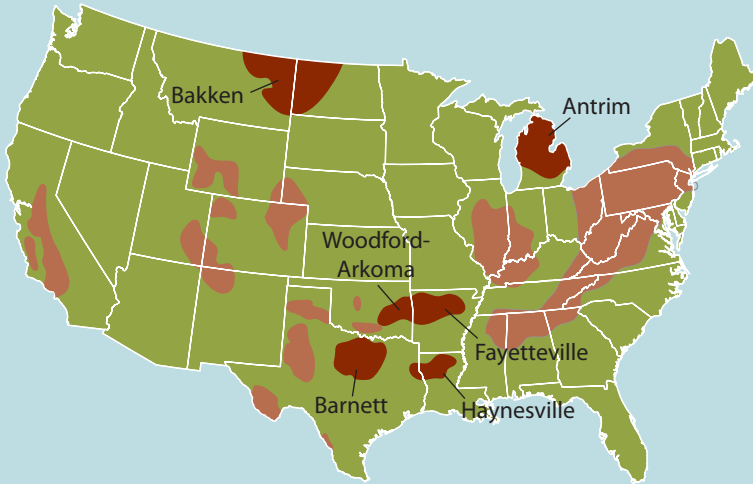 Bakken
Antrim
Woodford-
Arkoma
Fayetteville
Barnett
Haynesville